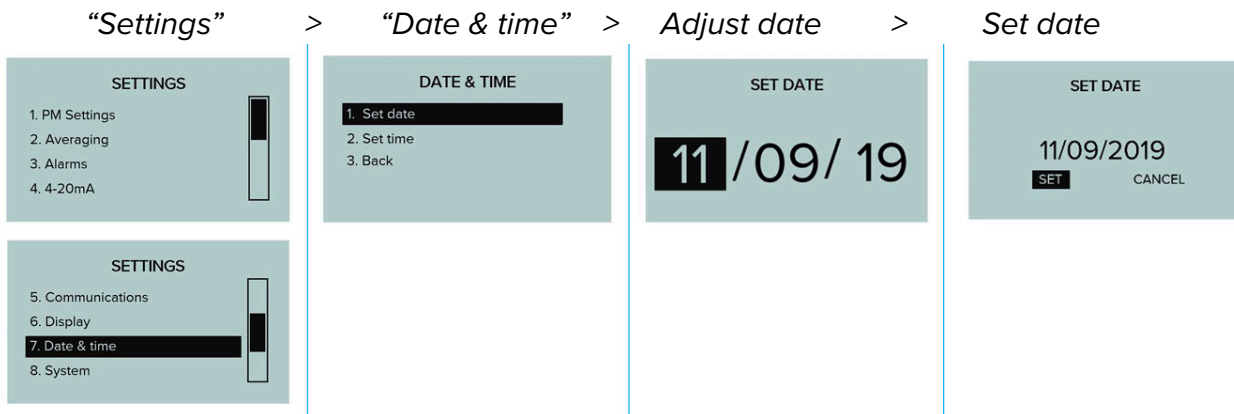 “Settings” > “Date & time” > Adjust date > Set date
SETTINGS
1. PM Settings
2. Averaging
3. Alarms
4. 4-20mA
SETTINGS
5. Communications
6. Display
7. Date & time
8. System
DATE & TIME
1. Set date
2. Set time
3. Back
SET DATE
11/09/ 19
SET DATE
11/09/2019
SET CANCEL